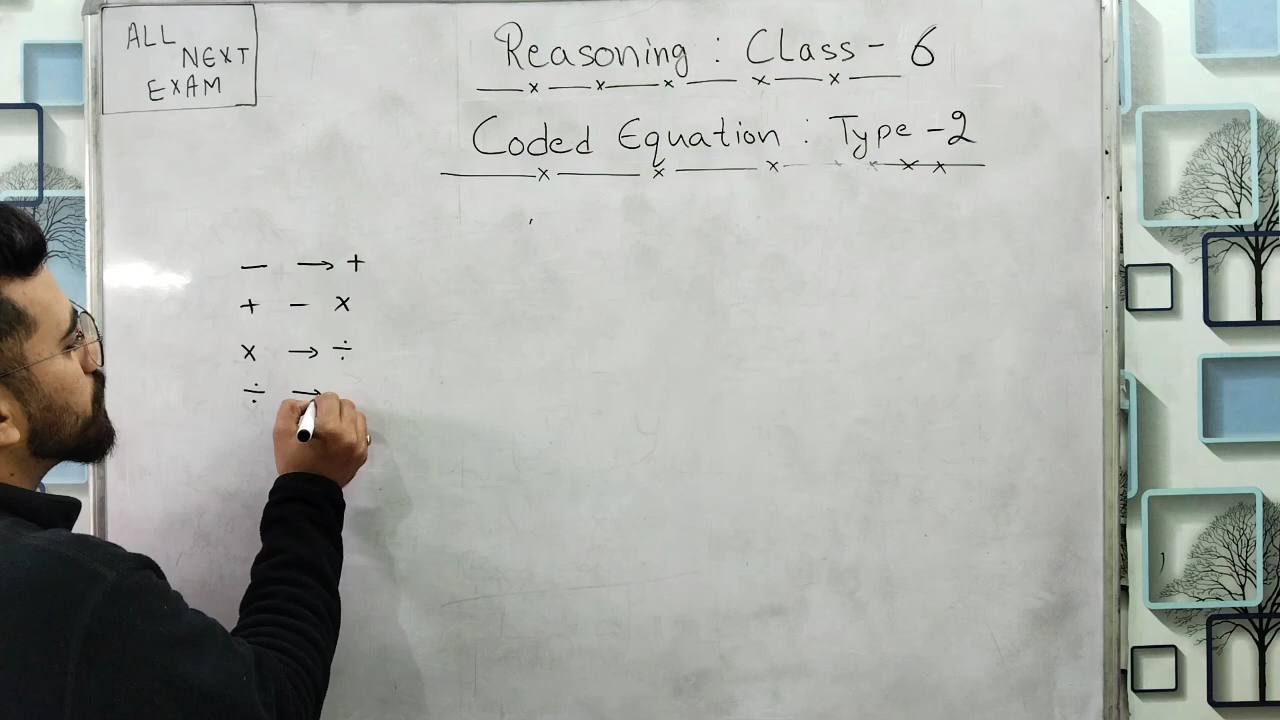 ALL
NEXT
EXAM
Reasoning : Class - 6
Coded Equation : Type - 2
− → +
+ − ×
× → ÷
÷ →